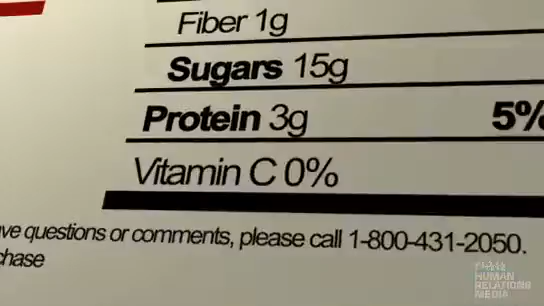 Fiber 1g
Sugars 15g
Protein 3g 5%
Vitamin C 0%
ve questions or comments, please call 1-800-431-2050.
chase
HUMAN
RELATIONS
MEDIA